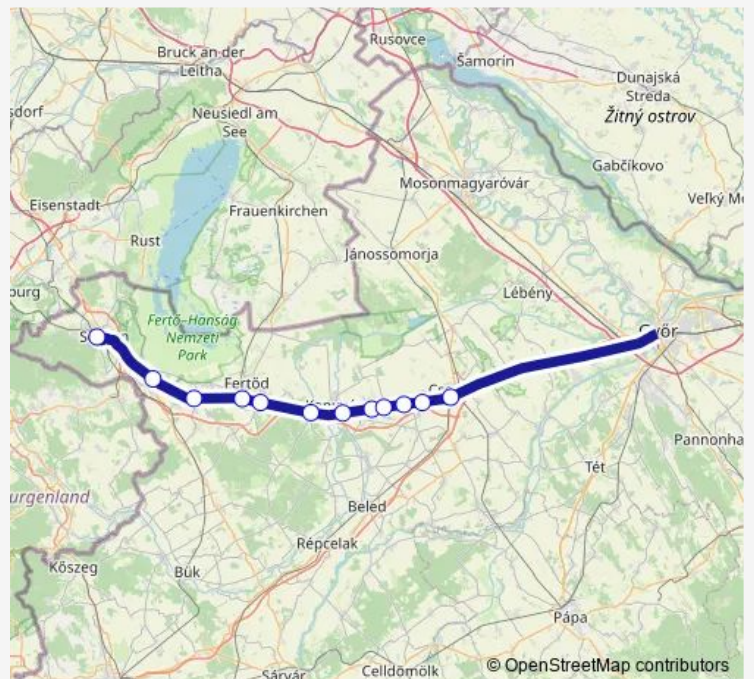 Rusovce
Bruck an der
Leitha
Šamorín
Dunajská
Streda
sdorf
Neusiedl am
See
Žitný ostrov
Gabčíkovo
Mosonmagyaróvár
Eisenstadt
Veľký M
Frauenkirchen
Rust
Jánossomorja
burg
Lébény
Fertő–Hanság
Nemzeti
Park
Győr
Fertőd
Pannonha
Tét
urgenland
Beled
Répcelak
Kőszeg
Bük
Pápa
Celldömölk
Sárvár
© OpenStreetMap contributors